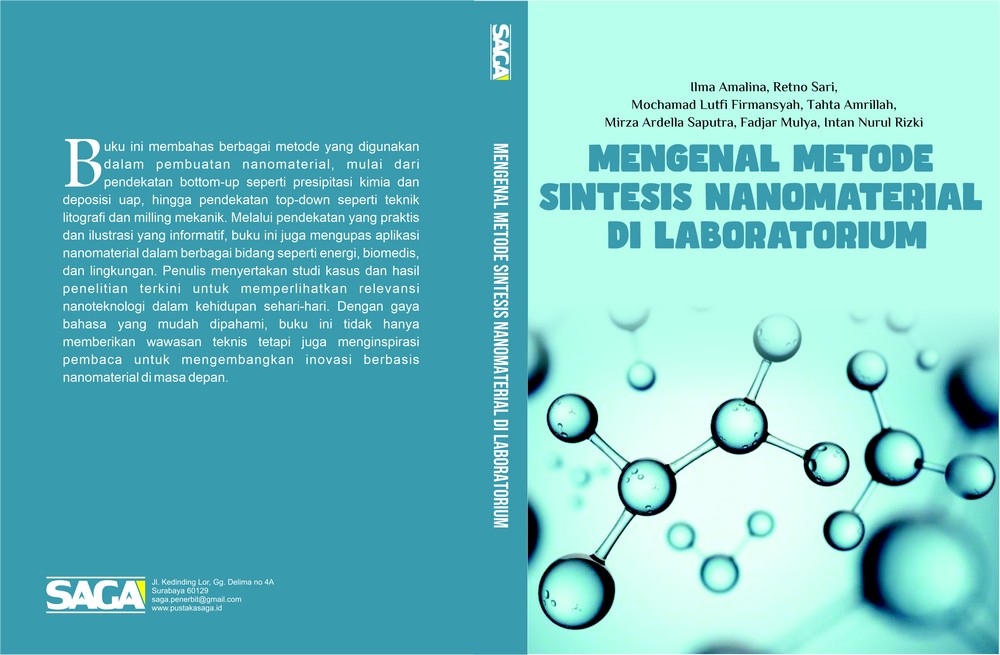 Buku ini membahas berbagai metode yang digunakan
dalam pembuatan nanomaterial, mulai dari
pendekatan bottom-up seperti presipitasi kimia dan
deposisi uap, hingga pendekatan top-down seperti teknik
litografi dan milling mekanik. Melalui pendekatan yang praktis
dan ilustrasi yang informatif, buku ini juga mengupas aplikasi
nanomaterial dalam berbagai bidang seperti energi, biomedis,
dan lingkungan. Penulis menyertakan studi kasus dan hasil
penelitian terkini untuk memperlihatkan relevansi
nanoteknologi dalam kehidupan sehari-hari. Dengan gaya
bahasa yang mudah dipahami, buku ini tidak hanya
memberikan wawasan teknis tetapi juga menginspirasi
pembaca untuk mengembangkan inovasi berbasis
nanomaterial di masa depan.
SAGA
Jl. Kedinding Lor, Gg. Delima no 4A
Surabaya 60129
saga.penerbit@gmail.com
www.pustakasaga.id
SAGA
MENGENAL METODE SINTESIS NANOMATERIAL DI LABORATORIUM
Ilma Amalina, Retno Sari,
Mochamad Lutfi Firmansyah, Tahta Amrillah,
Mirza Ardella Saputra, Fadjar Mulya, Intan Nurul Rizki
MENGENAL METODE
SINTESIS NANOMATERIAL
DI LABORATORIUM